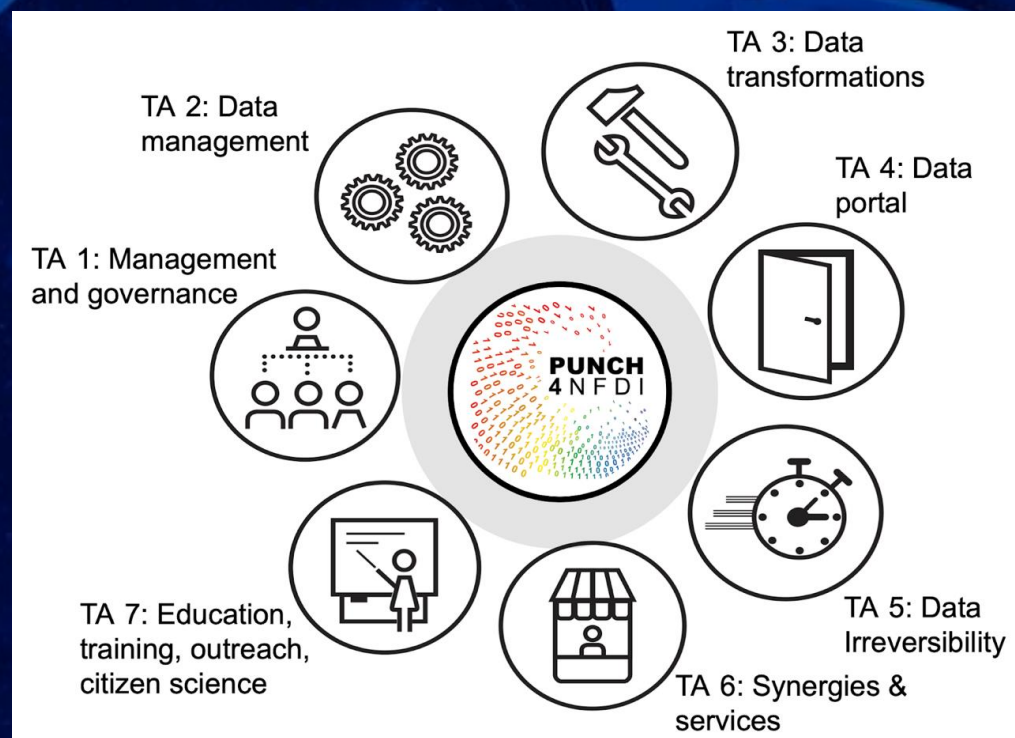 TA 3: Data
transformations
TA 2: Data
management
TA 4: Data
portal
TA 1: Management
and governance
PUNCH
4NFDI
TA 7: Education,
training, outreach,
citizen science
TA 5: Data
Irreversibility
TA 6: Synergies &
services